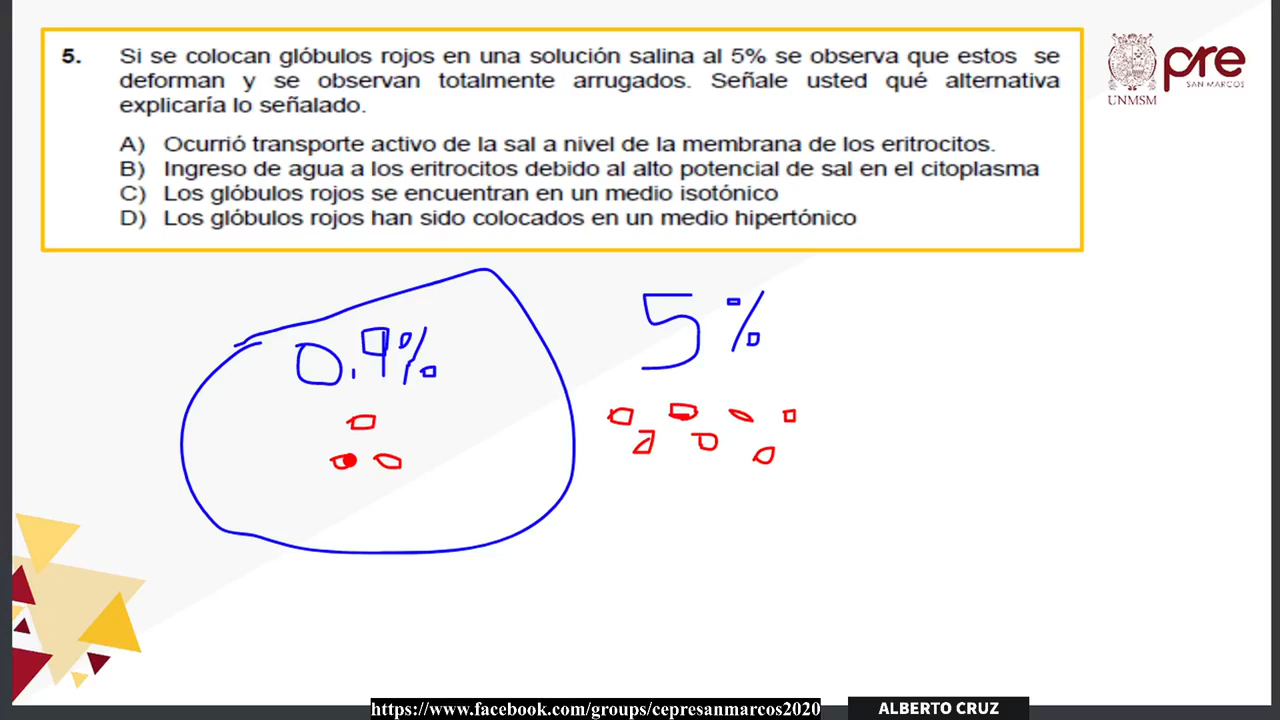 5. Si se colocan glóbulos rojos en una solución salina al 5% se observa que estos se
deforman y se observan totalmente arrugados. Señale usted qué alternativa
explicaría lo señalado.
A) Ocurrió transporte activo de la sal a nivel de la membrana de los eritrocitos.
B) Ingreso de agua a los eritrocitos debido al alto potencial de sal en el citoplasma
C) Los glóbulos rojos se encuentran en un medio isotónico
D) Los glóbulos rojos han sido colocados en un medio hipertónico
UNMSM
pre
SAN MARCOS
0.9%
5%
https://www.facebook.com/groups/cepresanmarcos2020
ALBERTO CRUZ